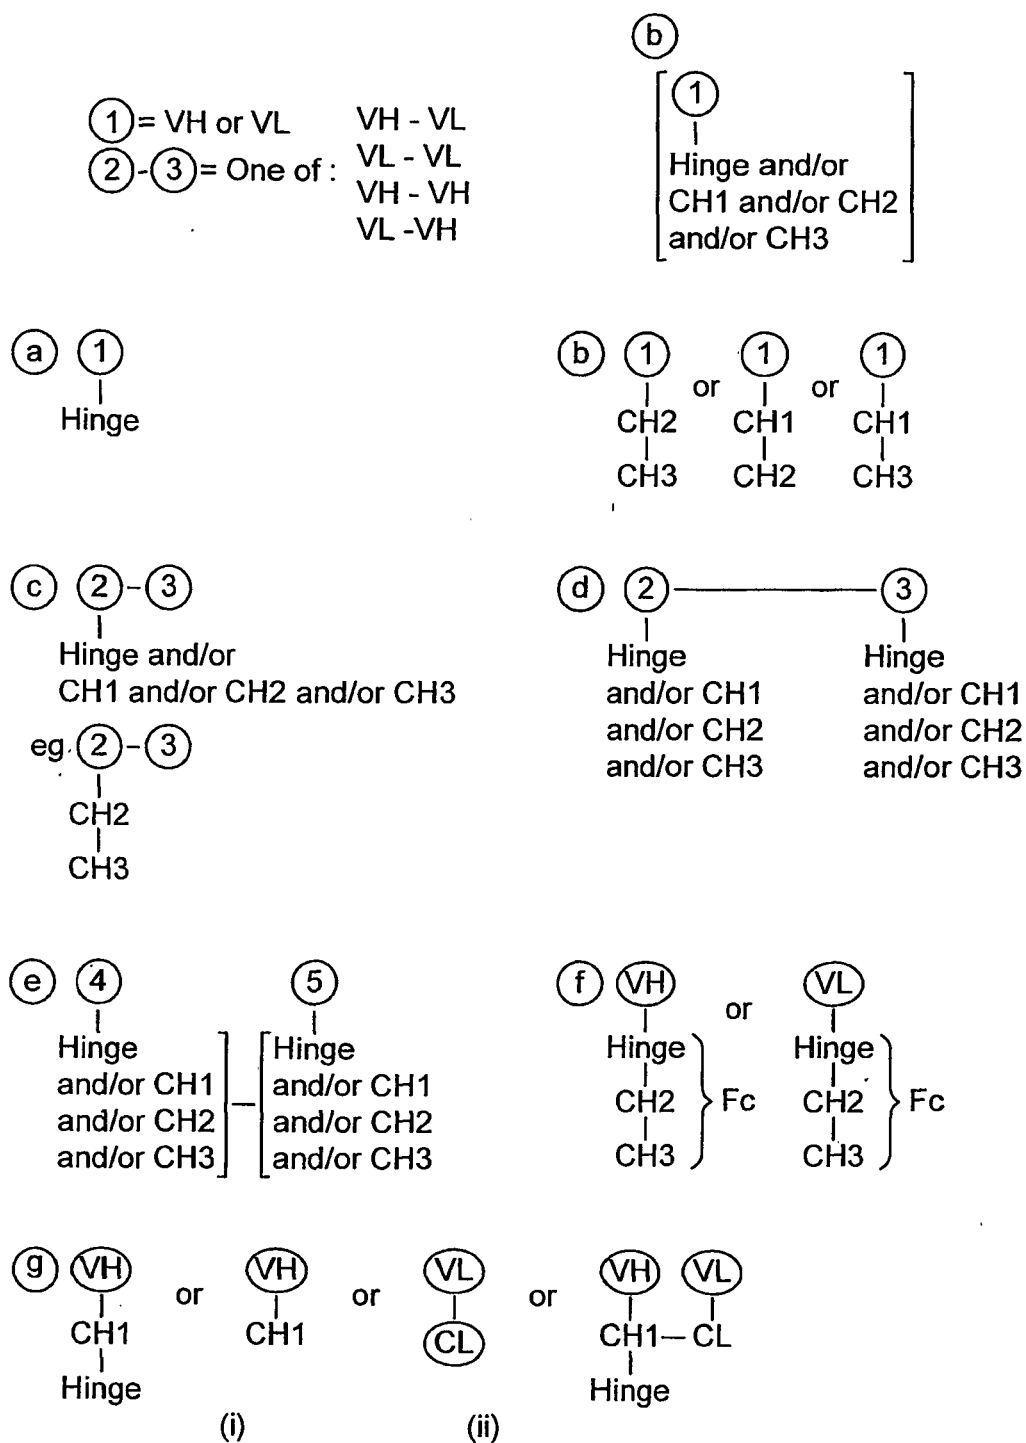 b
1 = VH or VL
2 - 3 = One of :
VH - VL
VL - VL
VH - VH
VL -VH
1
Hinge and/or
CH1 and/or CH2
and/or CH3
a 1
Hinge
b 1 or 1 or 1
CH2 CH1 CH1
CH3 CH2 CH3
c 2 - 3
Hinge and/or
CH1 and/or CH2 and/or CH3
eg. 2 - 3
CH2
CH3
d 2 3
Hinge Hinge
and/or CH1 and/or CH1
and/or CH2 and/or CH2
and/or CH3 and/or CH3
e 4 5
Hinge Hinge
and/or CH1 and/or CH1
and/or CH2 and/or CH2
and/or CH3 and/or CH3
f VH or VL
Hinge Hinge
CH2 Fc CH2 Fc
CH3 CH3
g VH or VH or VL or VH VL
CH1 CH1 CL CH1 - CL
Hinge Hinge
(i) (ii)